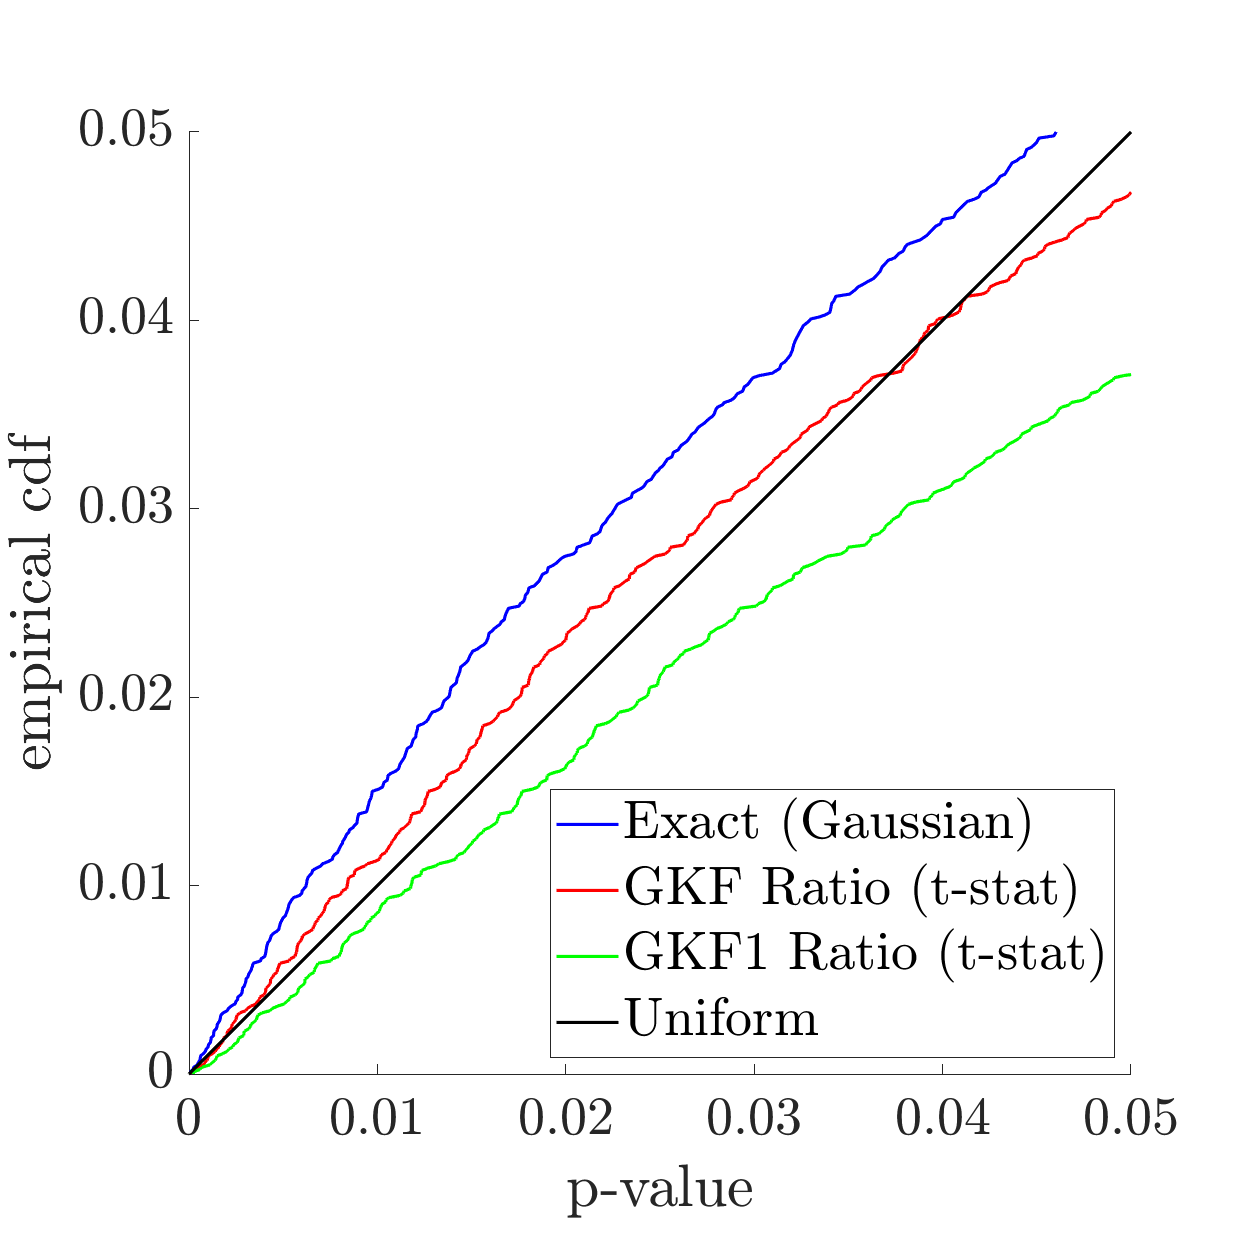 0.05
0.04
0.03
0.02
0.01
0
empirical cdf
Exact (Gaussian)
GKF Ratio (t-stat)
GKF1 Ratio (t-stat)
Uniform
0 0.01 0.02 0.03 0.04 0.05
p-value